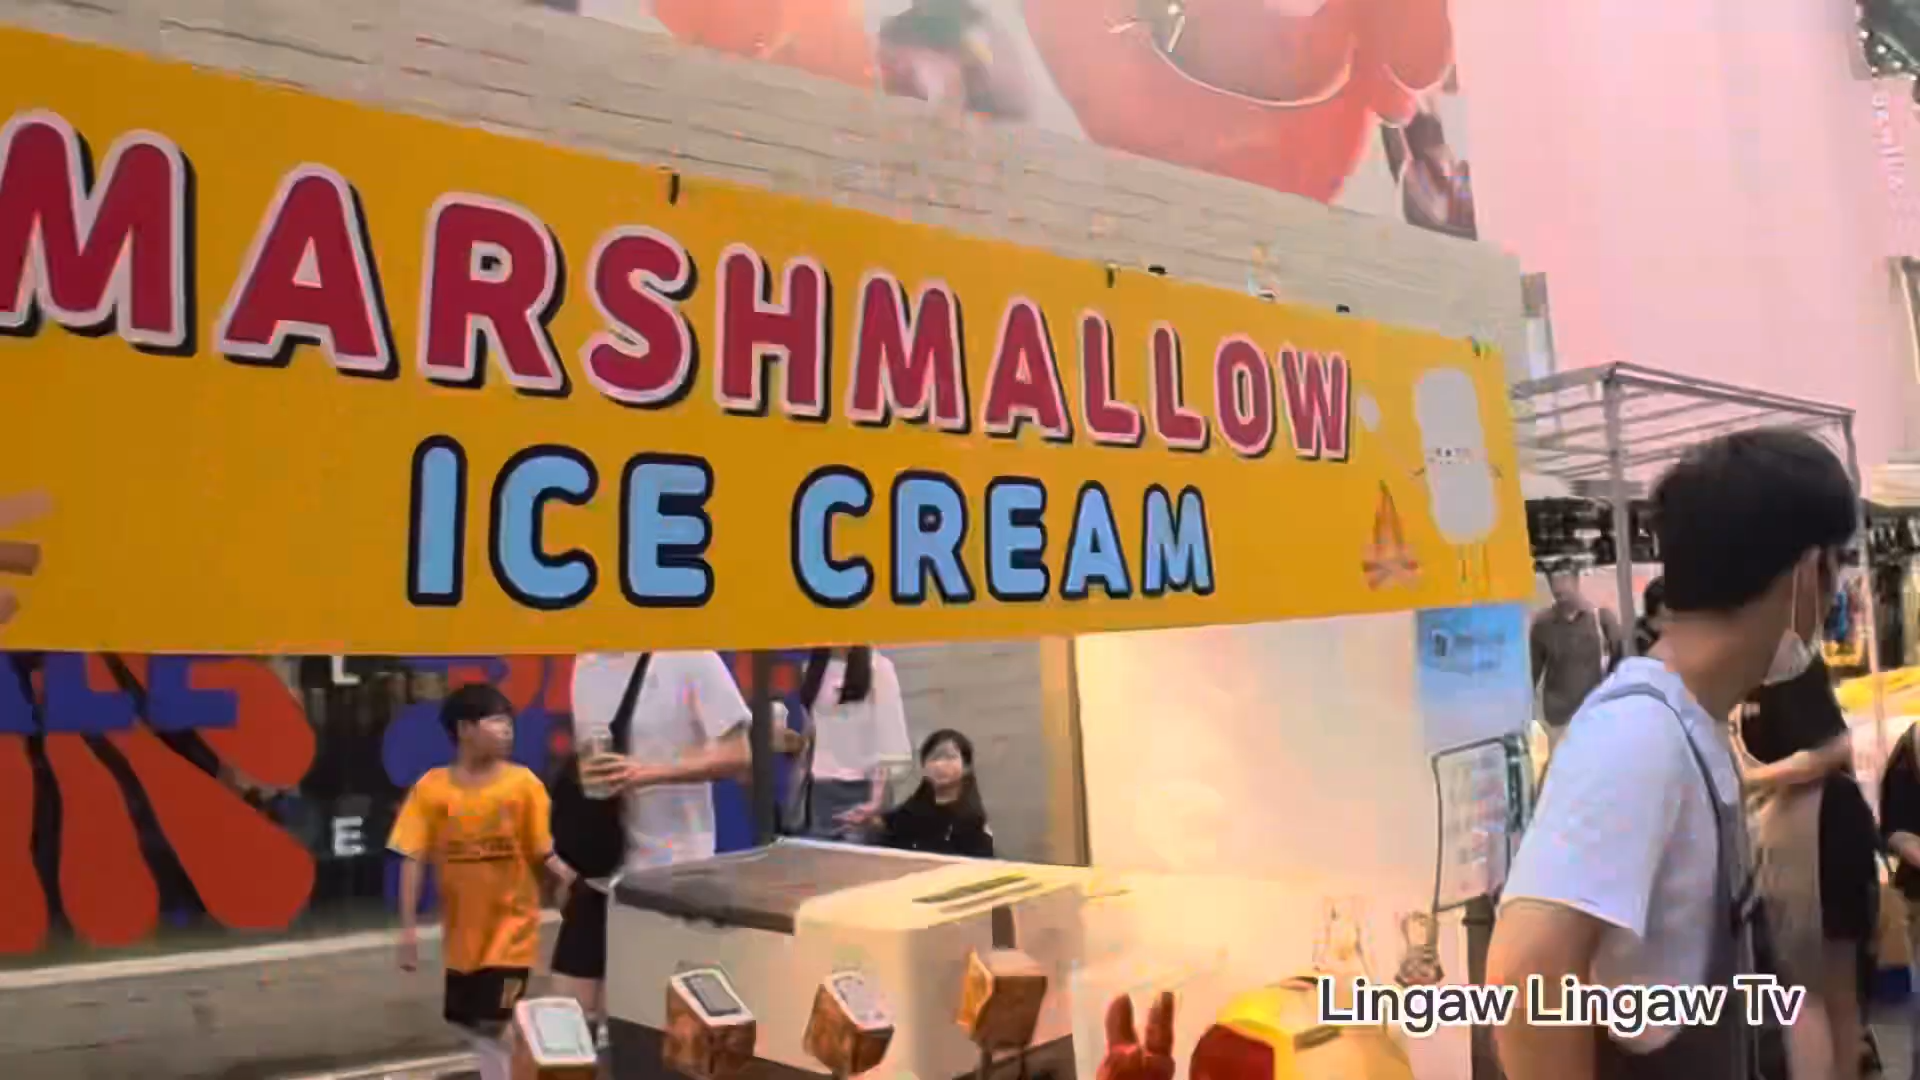 MARSHMALLOW
ICE CREAM
L
E
Lingaw Lingaw Tv